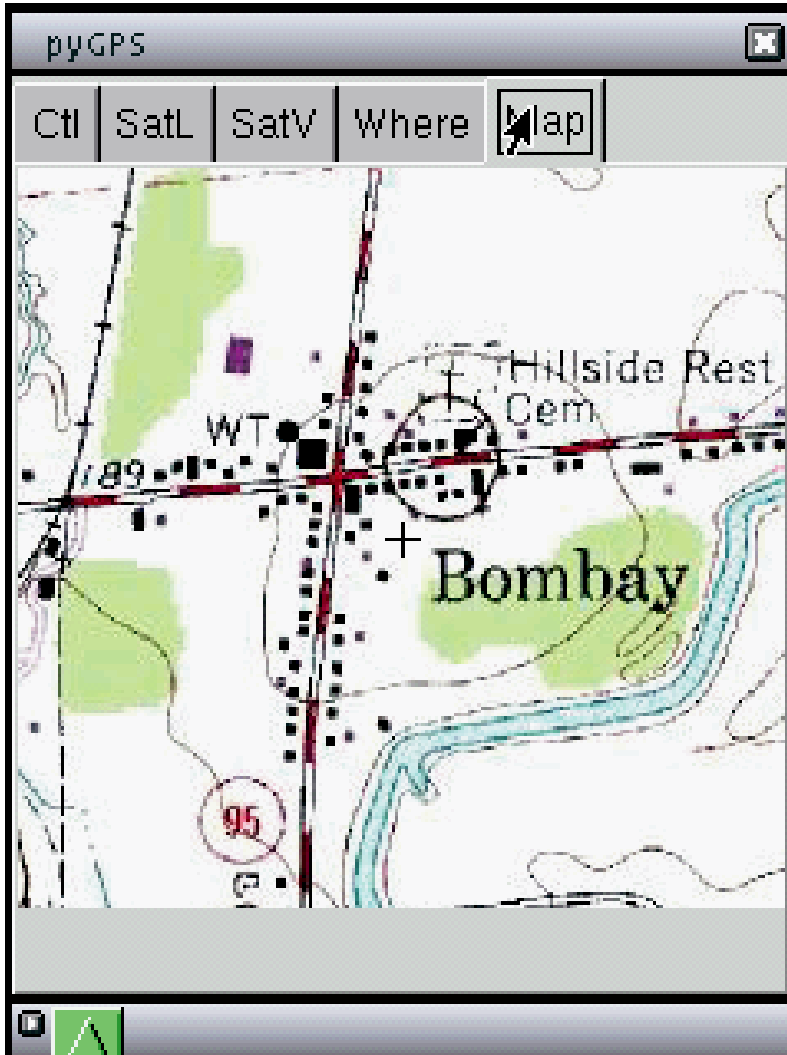 pyGPS
Ctl SatL SatV Where Map
Hillside Rest
Cem
WT
189
Bombay
95